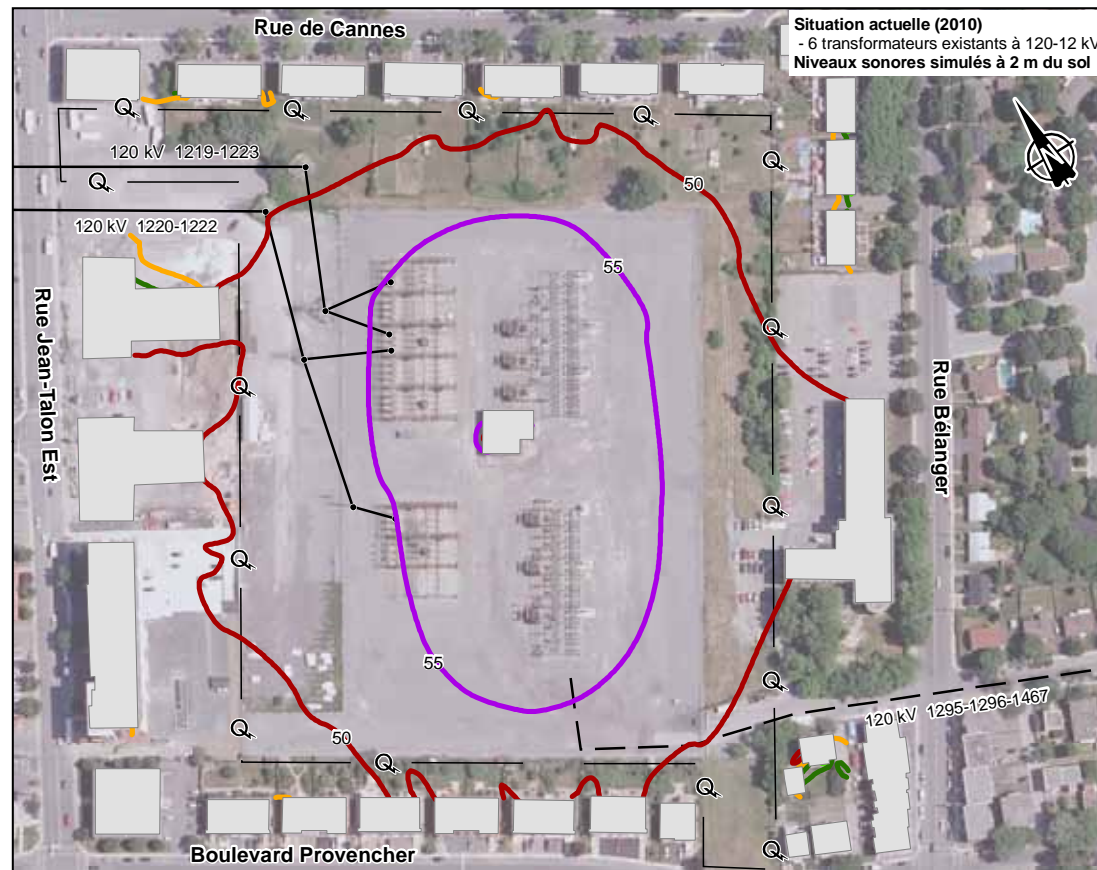 Rue de Cannes
Situation actuelle (2010)
- 6 transformateurs existants à 120-12 kV
Niveaux sonores simulés à 2 m du sol
120 kV 1219-1223
50
120 kV 1220-1222
55
Rue Jean-Talon Est
Rue Bélanger
55
120 kV 1295-1296-1467
50
Boulevard Provencher